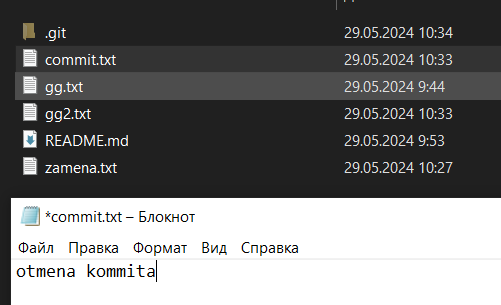 .git 29.05.2024 10:34
commit.txt 29.05.2024 10:33
gg.txt 29.05.2024 9:44
gg2.txt 29.05.2024 10:33
README.md 29.05.2024 9:53
zamena.txt 29.05.2024 10:27
*commit.txt – Блокнот
Файл Правка Формат Вид Справка
otmena kommita